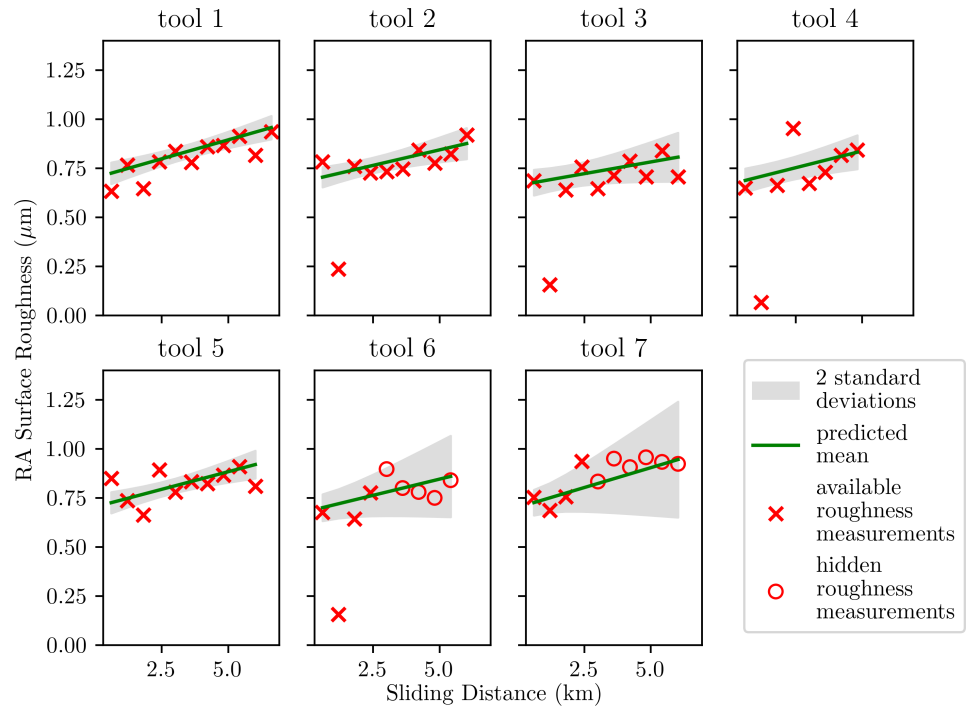 tool 1
tool 2
tool 3
tool 4
RA Surface Roughness (μm)
1.25
1.00
0.75
0.50
0.25
0.00
tool 5
tool 6
tool 7
1.25
1.00
0.75
0.50
0.25
0.00
2.5 5.0
2.5 5.0
2.5 5.0
Sliding Distance (km)
2 standard
deviations
predicted
mean
available
roughness
measurements
hidden
roughness
measurements